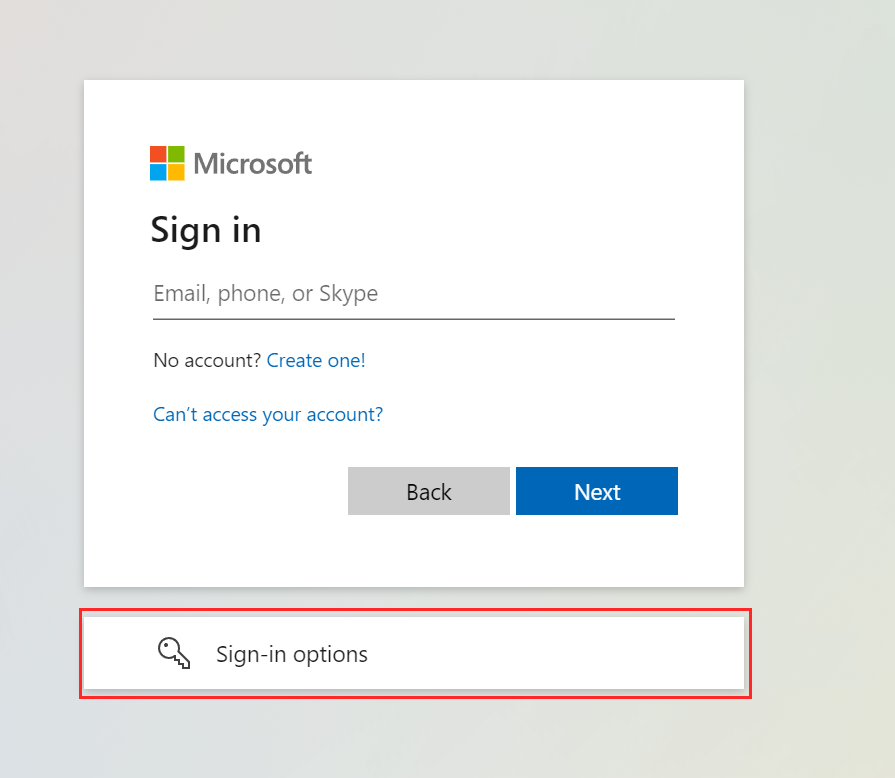 Microsoft
Sign in
Email, phone, or Skype
No account? Create one!
Can’t access your account?
Back Next
Sign-in options